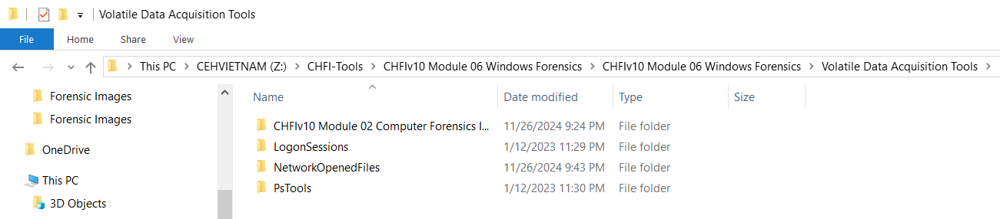 Volatile Data Acquisition Tools
File Home Share View
This PC CEHVIETNAM (Z:) CHFI-Tools CHFIv10 Module 06 Windows Forensics CHFIv10 Module 06 Windows Forensics Volatile Data Acquisition Tools
Forensic Images
Forensic Images
OneDrive
This PC
3D Objects
Name Date modified Type Size
CHFIv10 Module 02 Computer Forensics I... 11/26/2024 9:24 PM File folder
LogonSessions 1/12/2023 11:29 PM File folder
NetworkOpenedFiles 11/26/2024 9:43 PM File folder
PsTools 1/12/2023 11:30 PM File folder